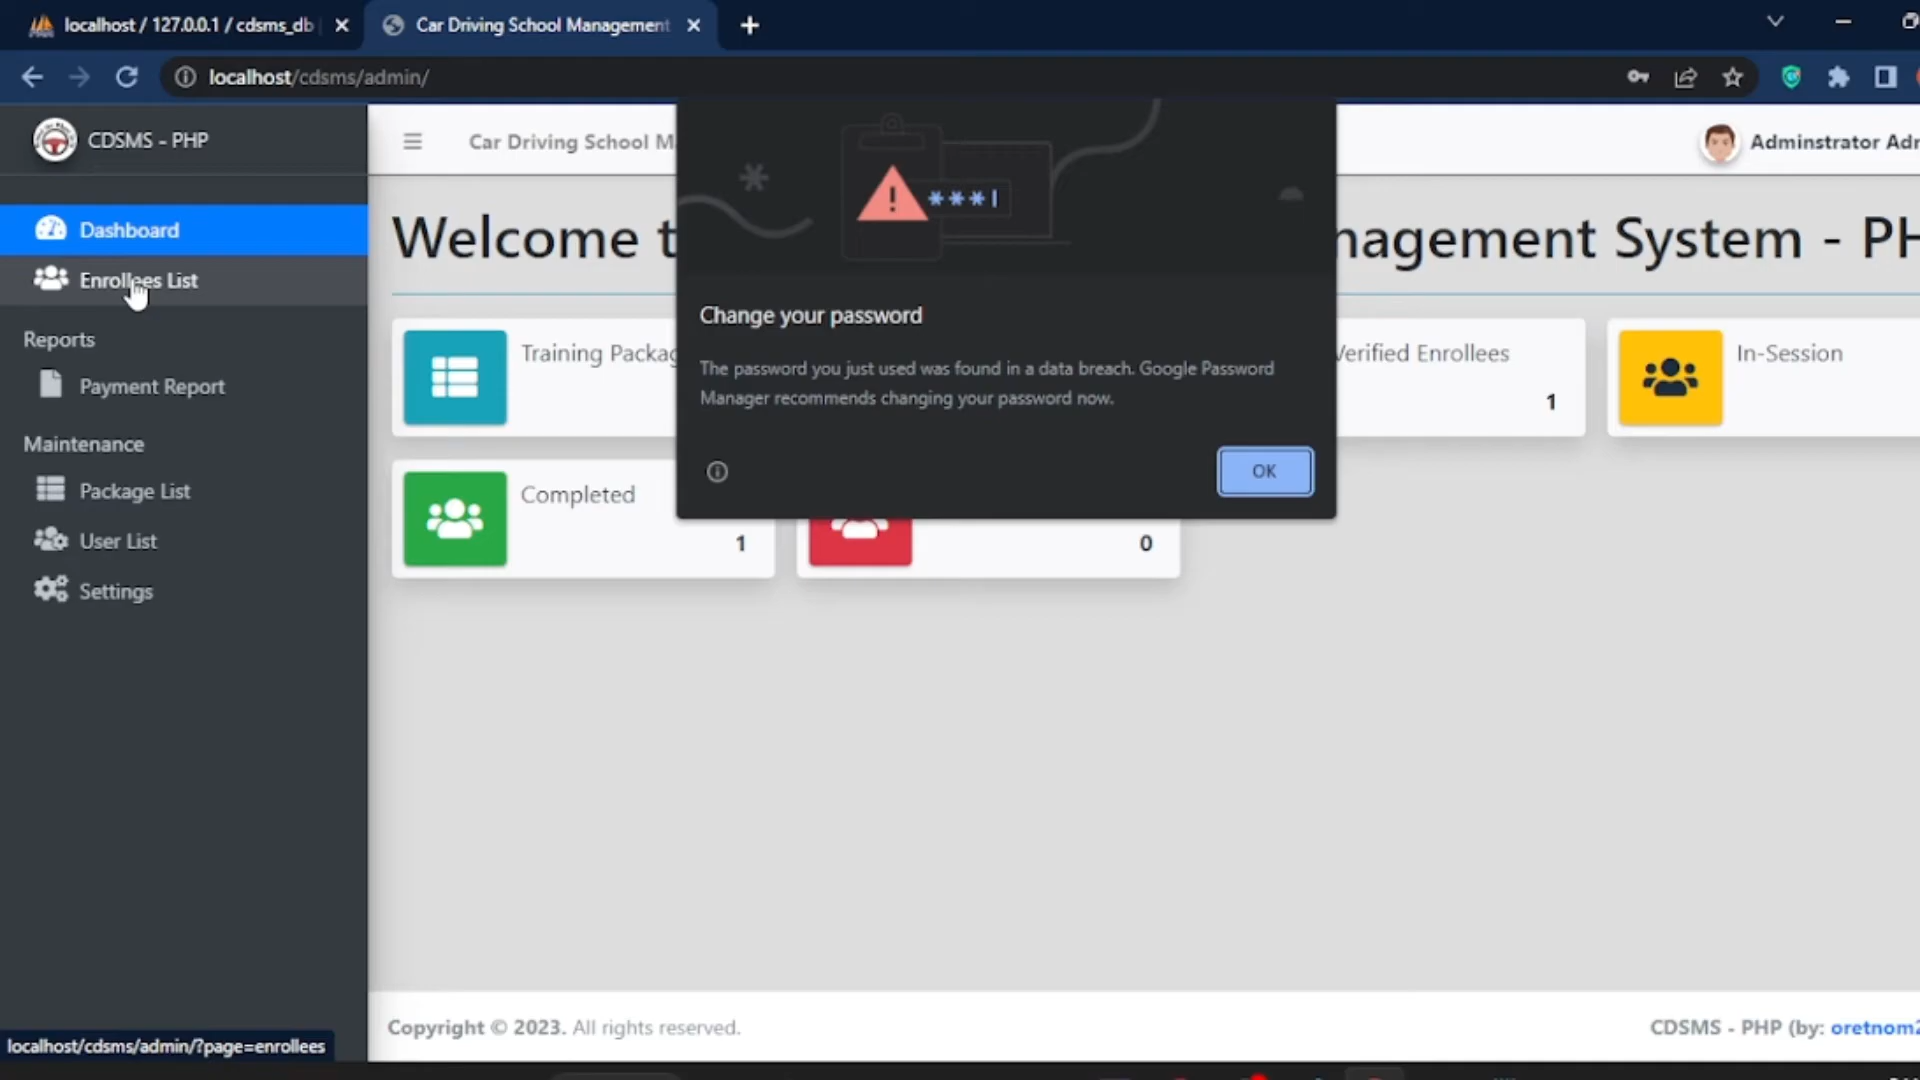 localhost / 127.0.0.1 / cdsms_db
Car Driving School Management
localhost/cdsms/admin/
CDSMS - PHP
Car Driving School M
Adminstrator Adr
Dashboard
Enrollees List
Reports
Payment Report
Maintenance
Package List
User List
Settings
Welcome t
nagement System - PH
Training Packag
Verified Enrollees
1
In-Session
Completed
1
0
***
Change your password
The password you just used was found in a data breach. Google Password
Manager recommends changing your password now.
OK
Copyright © 2023. All rights reserved.
CDSMS - PHP (by: oretnom2
localhost/cdsms/admin/?page=enrollees